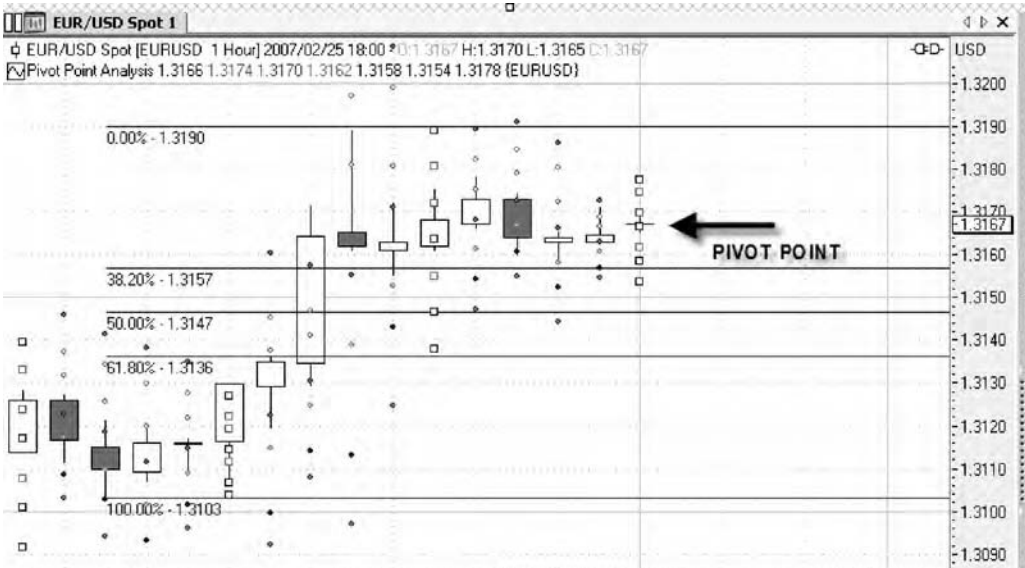 EUR/USD Spot 1
EUR/USD Spot [EURUSD 1 Hour] 2007/02/25 18:00 O:1.3167 H:1.3170 L:1.3165 C:1.3167
USD
Pivot Point Analysis 1.3166 1.3174 1.3170 1.3162 1.3158 1.3154 1.3178 {EURUSD}
1.3200
1.3190
0.00% - 1.3190
1.3180
1.3170
1.3167
PIVOT POINT
1.3160
38.20% - 1.3157
1.3150
50.00% - 1.3147
1.3140
61.80% - 1.3136
1.3130
1.3120
1.3110
100.00% - 1.3103
1.3100
1.3090